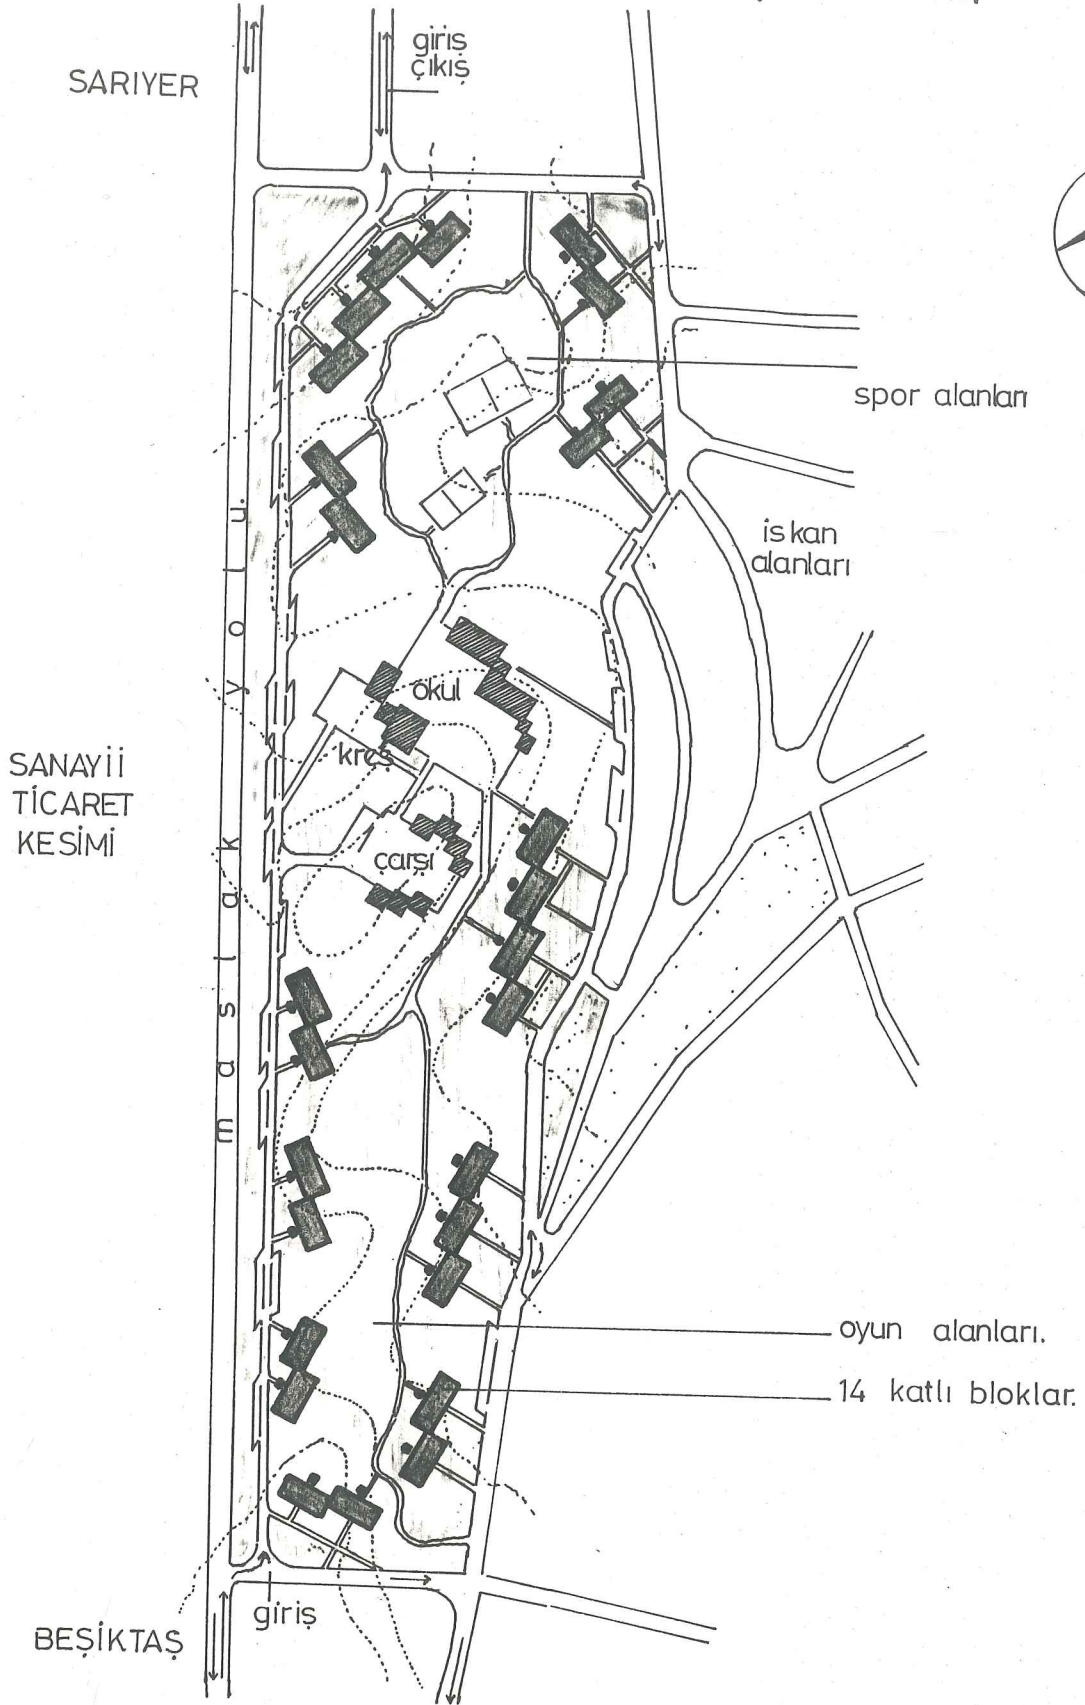 giriş
çıkış
SARIYER
spor alanları
iskan
alanları
okul
SANAYİİ
TİCARET
KESİMİ
kreş
çarşı
maslak yolu.
oyun alanları.
14 katlı bloklar.
giriş
BEŞİKTAŞ